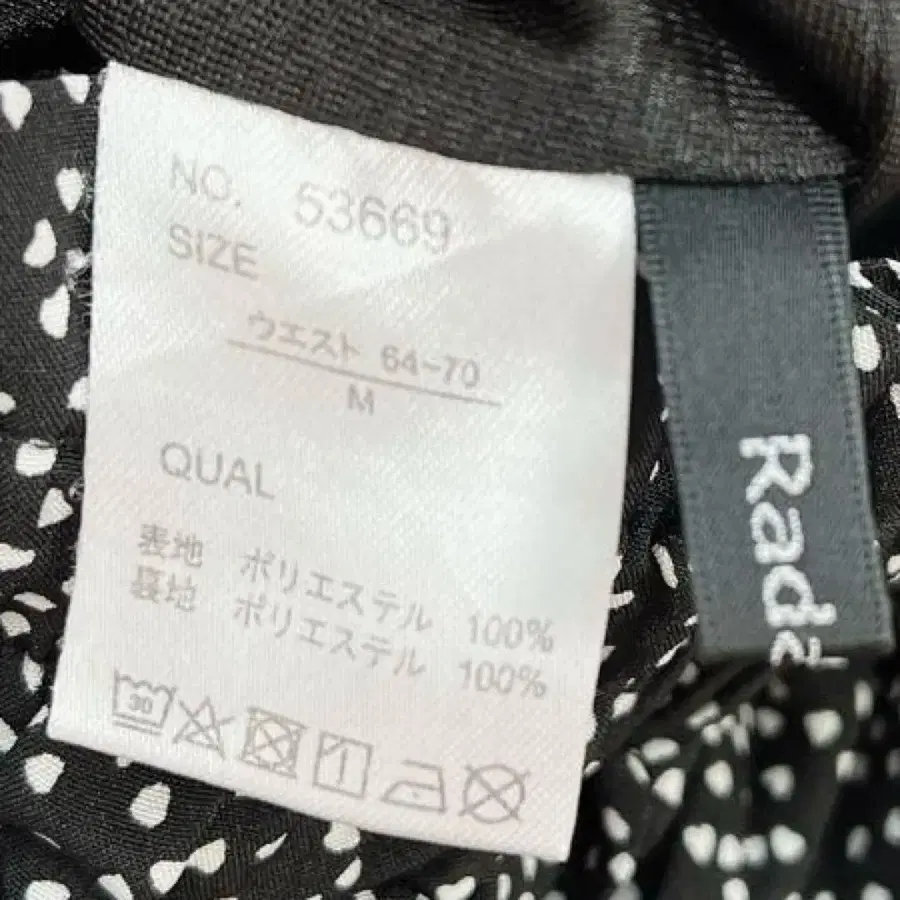 NO. 53669
SIZE
ウエスト 64-70
M
QUAL
表地 ポリエステル 100%
裏地 ポリエステル 100%
30
Rada